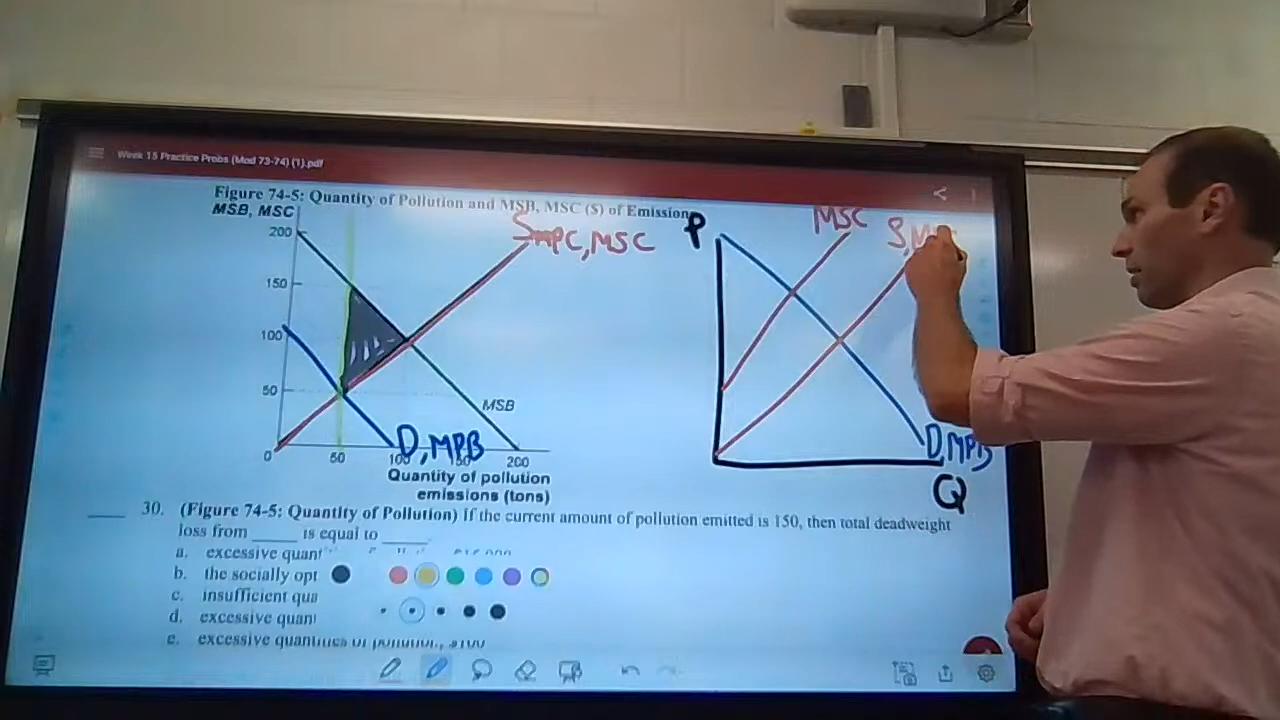 Week 15 Practice Probs (Mod 73-74) (1).pdf
Figure 74-5: Quantity of Pollution and MSB, MSC ($) of Emission
MSB, MSC
200
150
100
50
0
50
100
150
200
MSB
Quantity of pollution
emissions (tons)
S
MPC, MSC
D, MPB
P
MSC
S,
D, MPB
Q
30. (Figure 74-5: Quantity of Pollution) If the current amount of pollution emitted is 150, then total deadweight
loss from _____ is equal to _____.
a. excessive quant
b. the socially opt
c. insufficient qua
d. excessive quan
e. excessive quantities of pollution, $100